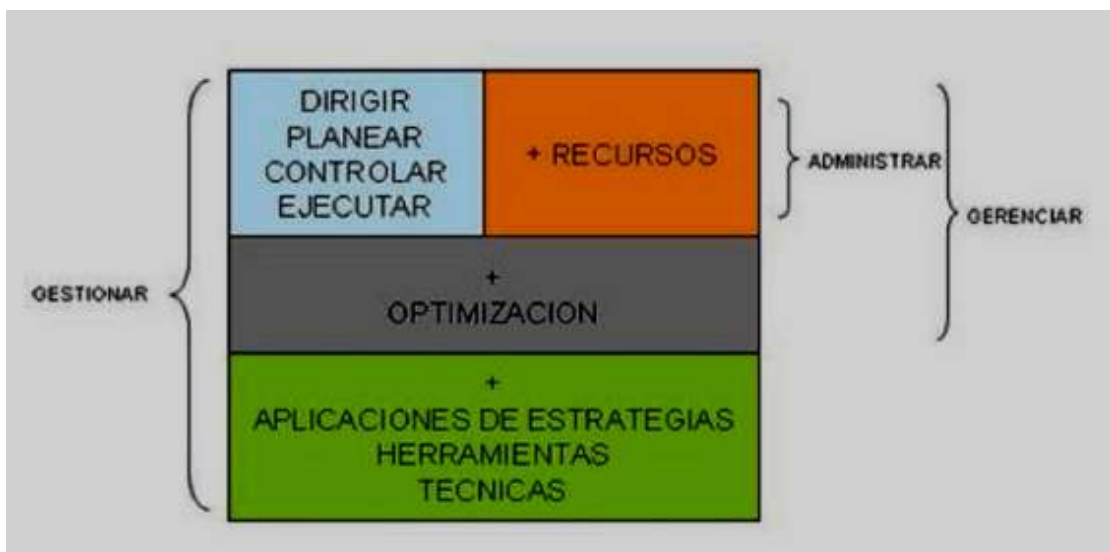 DIRIGIR
PLANEAR
CONTROLAR
EJECUTAR
+ RECURSOS
ADMINISTRAR
GERENCIAR
GESTIONAR
+
OPTIMIZACION
+
APLICACIONES DE ESTRATEGIAS
HERRAMIENTAS
TECNICAS